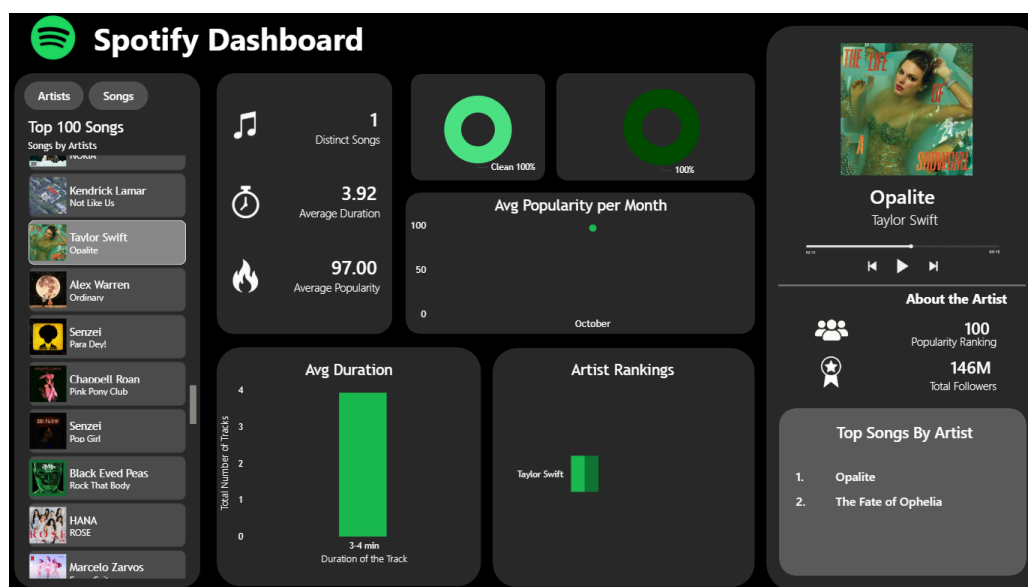 Spotify Dashboard
Artists
Songs
Top 100 Songs
Songs by Artists
NOKIA
Kendrick Lamar
Not Like Us
Taylor Swift
Opalite
Alex Warren
Ordinary
Senzei
Para Dey!
Chappell Roan
Pink Pony Club
Senzei
Pop Girl
Black Eyed Peas
Rock That Body
HANA
ROSE
Marcelo Zarvos
1
Distinct Songs
3.92
Average Duration
97.00
Average Popularity
Clean 100%
100%
Avg Popularity per Month
100
50
0
October
Avg Duration
Total Number of Tracks
4
3
2
1
0
3-4 min
Duration of the Track
Artist Rankings
Taylor Swift
THE LIFE
OF
A
SHOWGIRL
Opalite
Taylor Swift
About the Artist
100
Popularity Ranking
146M
Total Followers
Top Songs By Artist
1. Opalite
2. The Fate of Ophelia